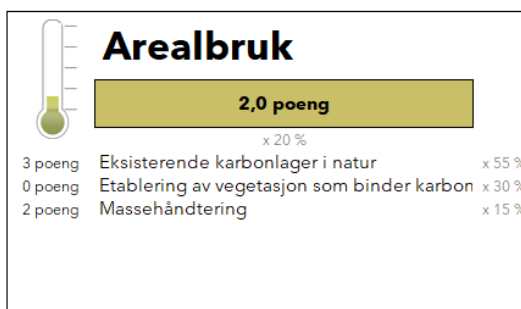 Arealbruk
2,0 poeng
x 20 %
3 poeng Eksisterende karbonlager i natur x 55 %
0 poeng Etablering av vegetasjon som binder karbon x 30 %
2 poeng Massehåndtering x 15 %